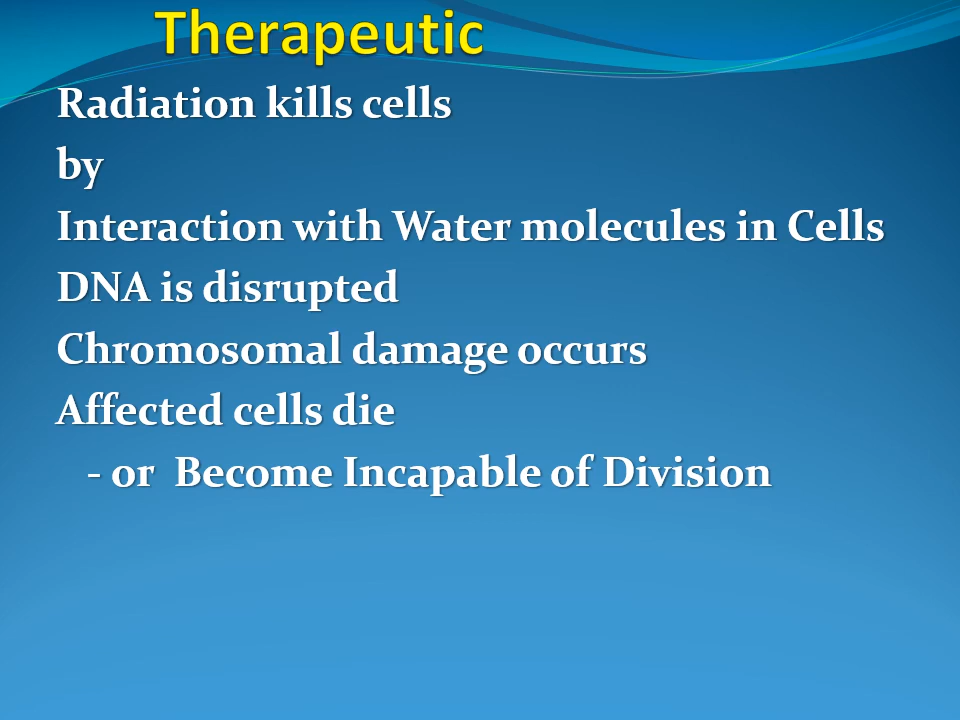 Therapeutic
Radiation kills cells
by
Interaction with Water molecules in Cells
DNA is disrupted
Chromosomal damage occurs
Affected cells die
- or Become Incapable of Division